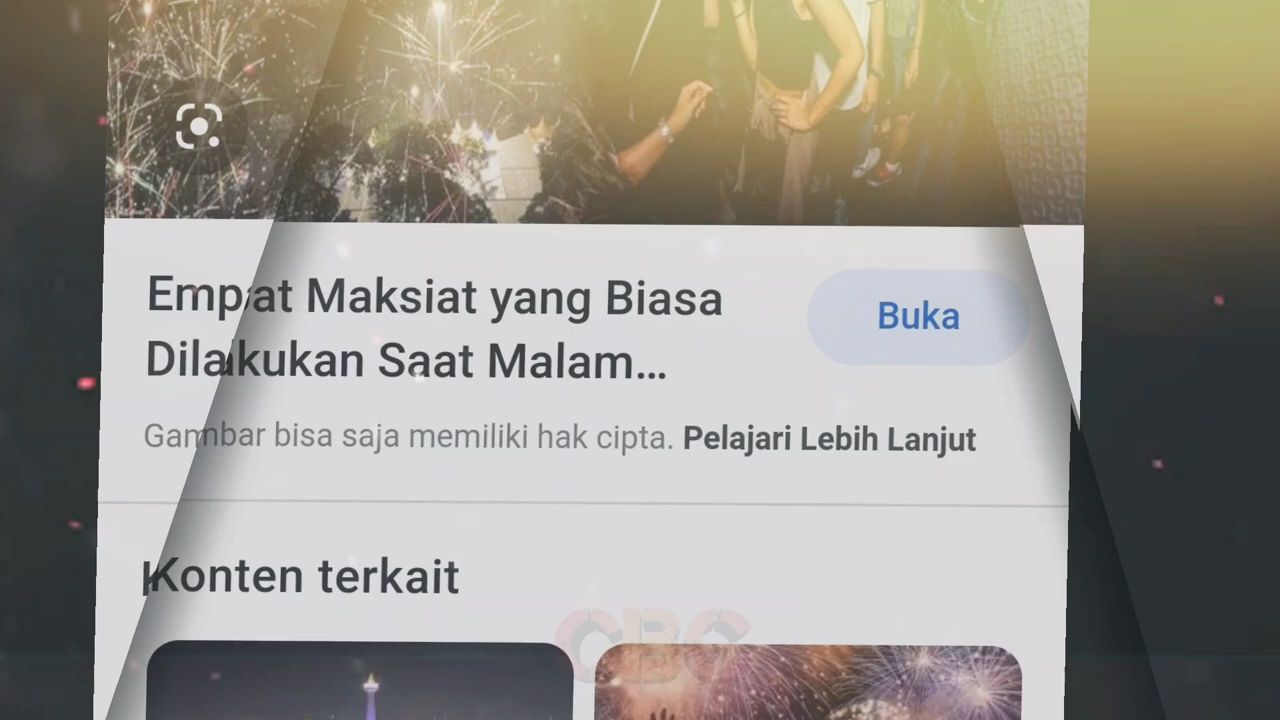 Empat Maksiat yang Biasa
Dilakukan Saat Malam...
Buka
Gambar bisa saja memiliki hak cipta. Pelajari Lebih Lanjut
Konten terkait
CBC